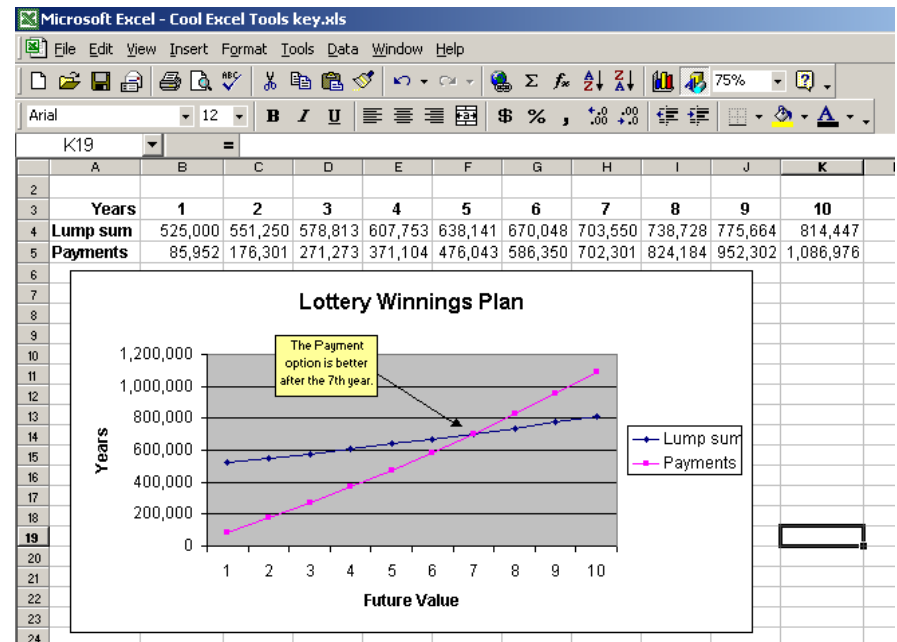 Microsoft Excel - Cool Excel Tools key.xls
File Edit View Insert Format Tools Data Window Help
ABC Σ fx A Z Z A 75% ?
Arial 12 B I U $ % , .0 .00 .00 .0 A
K19 =
A B C D E F G H I J K
2
3 Years 1 2 3 4 5 6 7 8 9 10
4 Lump sum 525,000 551,250 578,813 607,753 638,141 670,048 703,550 738,728 775,664 814,447
5 Payments 85,952 176,301 271,273 371,104 476,043 586,350 702,301 824,184 952,302 1,086,976
6
7
8
9
10
11
12
13
14
15
16
17
18
19
20
21
22
23
24
Lottery Winnings Plan
The Payment
option is better
after the 7th year.
1,200,000
1,000,000
800,000
600,000
400,000
200,000
0
Years
1 2 3 4 5 6 7 8 9 10
Future Value
Lump sum
Payments